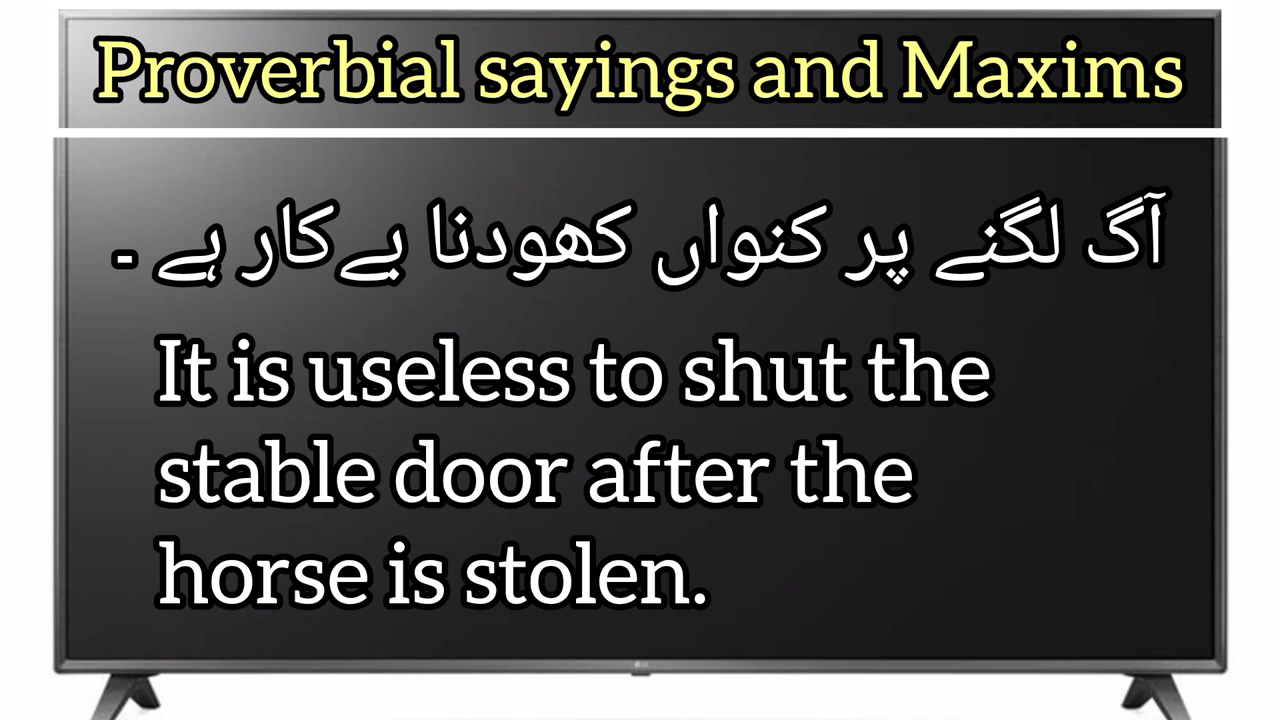 Proverbial sayings and Maxims
آگ لگنے پر کنواں کھودنا بےکار ہے ۔
It is useless to shut the
stable door after the
horse is stolen.
LG